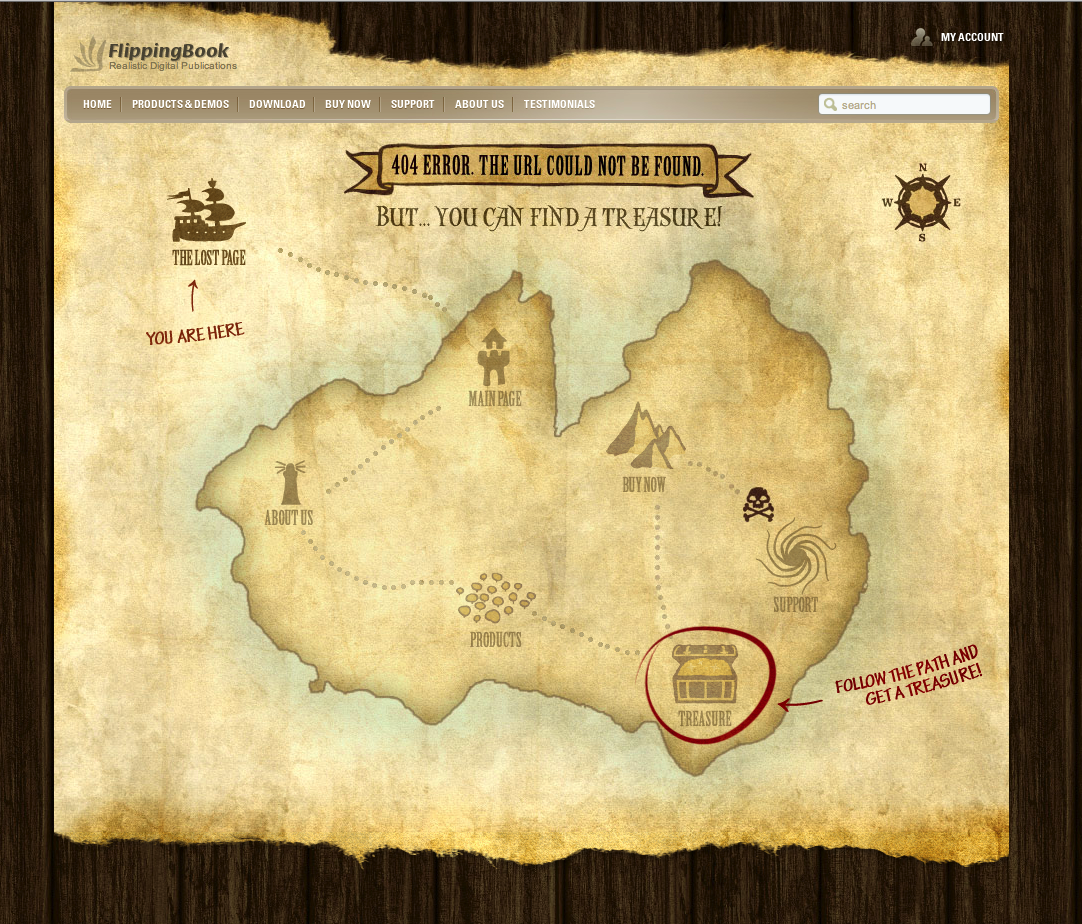 FlippingBook
Realistic Digital Publications
MY ACCOUNT
HOME
PRODUCTS & DEMOS
DOWNLOAD
BUY NOW
SUPPORT
ABOUT US
TESTIMONIALS
search
404 ERROR. THE URL COULD NOT BE FOUND.
BUT... YOU CAN FIND A TREASURE!
N
W
E
S
THE LOST PAGE
YOU ARE HERE
MAIN PAGE
BUY NOW
ABOUT US
SUPPORT
PRODUCTS
FOLLOW THE PATH AND
GET A TREASURE!
TREASURE